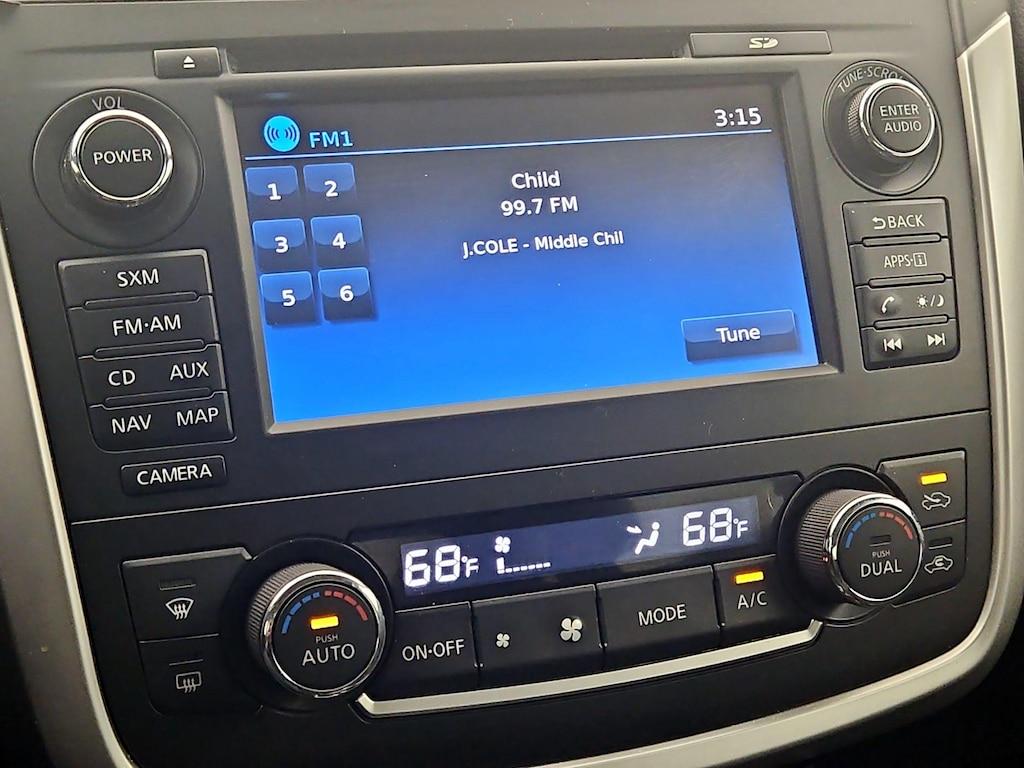 SD
VOL
POWER
TUNE·SCROLL
ENTER
AUDIO
FM1
3:15
1 2
3 4
5 6
Child
99.7 FM
J.COLE - Middle Chil
Tune
SXM
FM·AM
CD AUX
NAV MAP
CAMERA
BACK
APPS·i
68°F
68°F
PUSH
AUTO
ON·OFF
MODE
A/C
PUSH
DUAL